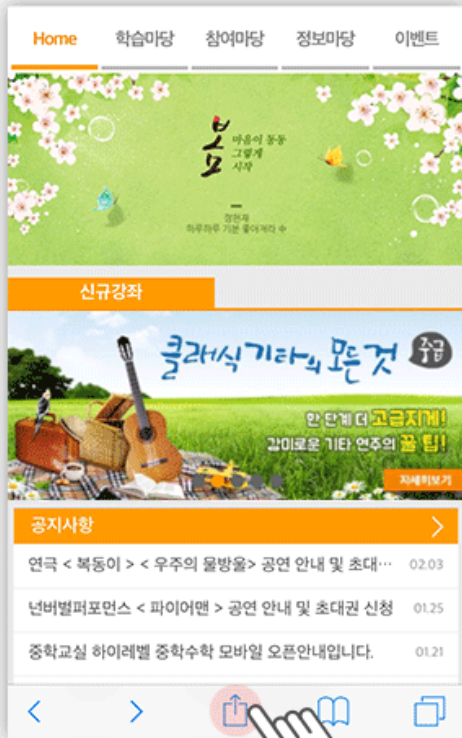 Home 학습마당 참여마당 정보마당 이벤트
봄
마음이 동동
그렇게
시작
정현재
하루하루 기분 좋아져라 中
신규강좌
클래식기타의 모든것 중급
한 단계 더 고급지게!
감미로운 기타 연주의 꿀 팁!
자세히보기
공지사항
연극 < 복동이 > < 우주의 물방울> 공연 안내 및 초대… 02.03
넌버벌퍼포먼스 < 파이어맨 > 공연 안내 및 초대권 신청 01.25
중학교실 하이레벨 중학수학 모바일 오픈안내입니다. 01.21